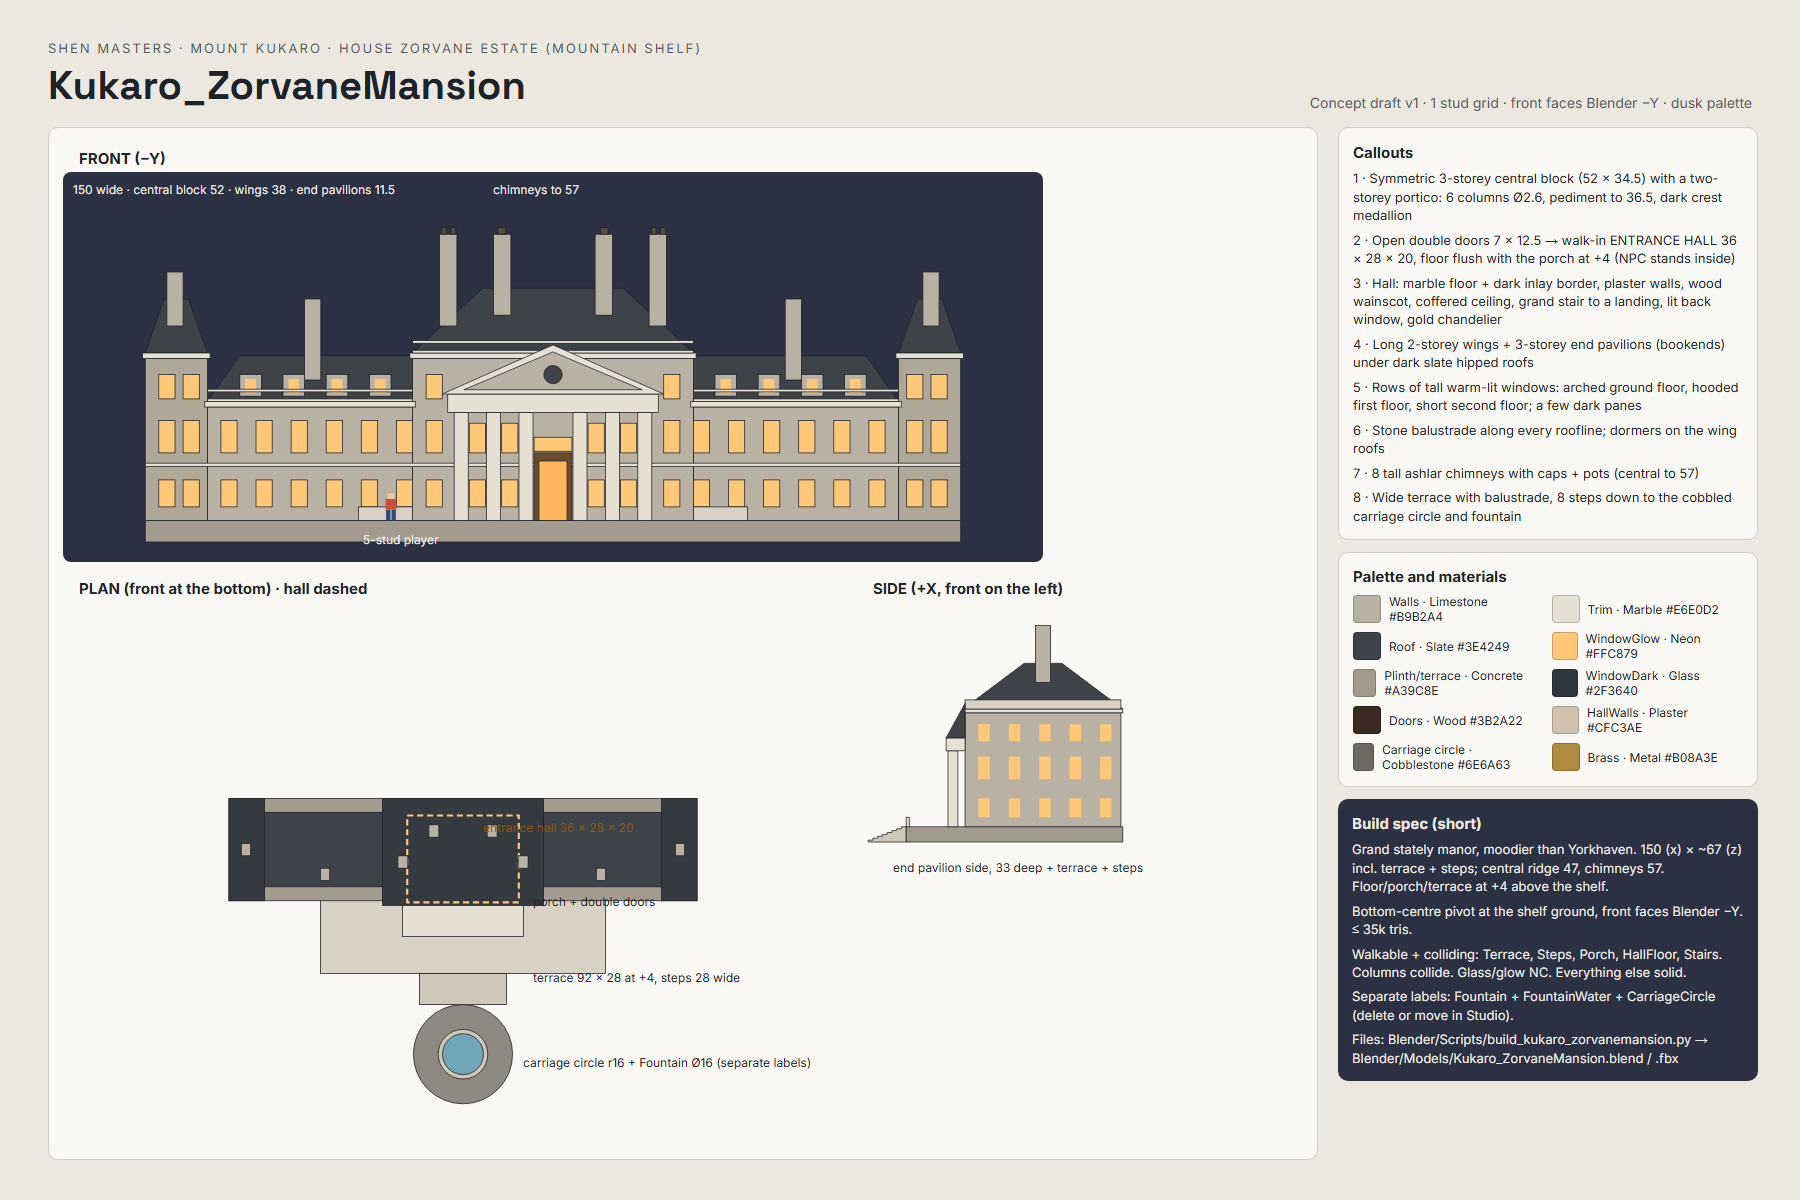 SHEN MASTERS · MOUNT KUKARO · HOUSE ZORVANE ESTATE (MOUNTAIN SHELF)
Kukaro_ZorvaneMansion
Concept draft v1 · 1 stud grid · front faces Blender −Y · dusk palette
FRONT (−Y)
150 wide · central block 52 · wings 38 · end pavilions 11.5
chimneys to 57
5-stud player
PLAN (front at the bottom) · hall dashed
entrance hall 36 × 28 × 20
porch + double doors
terrace 92 × 28 at +4, steps 28 wide
carriage circle r16 + Fountain Ø16 (separate labels)
SIDE (+X, front on the left)
end pavilion side, 33 deep + terrace + steps
Callouts
1 · Symmetric 3-storey central block (52 × 34.5) with a two-
storey portico: 6 columns Ø2.6, pediment to 36.5, dark crest
medallion
2 · Open double doors 7 × 12.5 → walk-in ENTRANCE HALL 36
× 28 × 20, floor flush with the porch at +4 (NPC stands inside)
3 · Hall: marble floor + dark inlay border, plaster walls, wood
wainscot, coffered ceiling, grand stair to a landing, lit back
window, gold chandelier
4 · Long 2-storey wings + 3-storey end pavilions (bookends)
under dark slate hipped roofs
5 · Rows of tall warm-lit windows: arched ground floor, hooded
first floor, short second floor; a few dark panes
6 · Stone balustrade along every roofline; dormers on the wing
roofs
7 · 8 tall ashlar chimneys with caps + pots (central to 57)
8 · Wide terrace with balustrade, 8 steps down to the cobbled
carriage circle and fountain
Palette and materials
Walls · Limestone
#B9B2A4
Trim · Marble #E6E0D2
Roof · Slate #3E4249
WindowGlow · Neon
#FFC879
Plinth/terrace · Concrete
#A39C8E
WindowDark · Glass
#2F3640
Doors · Wood #3B2A22
HallWalls · Plaster
#CFC3AE
Carriage circle ·
Cobblestone #6E6A63
Brass · Metal #B08A3E
Build spec (short)
Grand stately manor, moodier than Yorkhaven. 150 (x) × ~67 (z)
incl. terrace + steps; central ridge 47, chimneys 57.
Floor/porch/terrace at +4 above the shelf.
Bottom-centre pivot at the shelf ground, front faces Blender −Y.
≤ 35k tris.
Walkable + colliding: Terrace, Steps, Porch, HallFloor, Stairs.
Columns collide. Glass/glow NC. Everything else solid.
Separate labels: Fountain + FountainWater + CarriageCircle
(delete or move in Studio).
Files: Blender/Scripts/build_kukaro_zorvanemansion.py →
Blender/Models/Kukaro_ZorvaneMansion.blend / .fbx